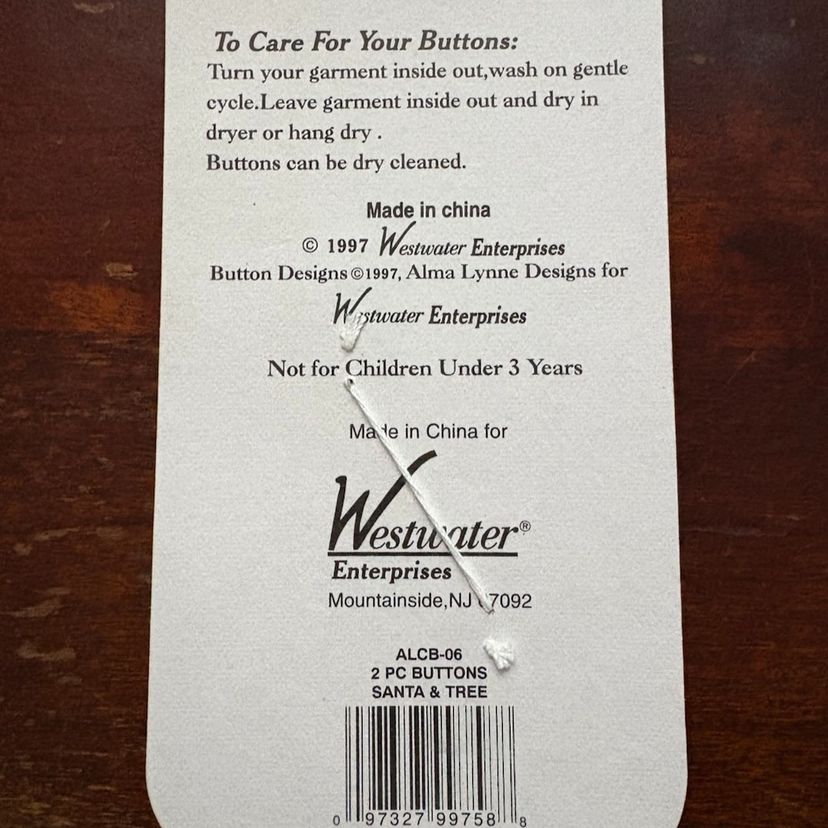 To Care For Your Buttons:
Turn your garment inside out,wash on gentle
cycle.Leave garment inside out and dry in
dryer or hang dry .
Buttons can be dry cleaned.
Made in china
© 1997 Westwater Enterprises
Button Designs ©1997, Alma Lynne Designs for
Westwater Enterprises
Not for Children Under 3 Years
Made in China for
Westwater®
Enterprises
Mountainside,NJ 07092
ALCB-06
2 PC BUTTONS
SANTA & TREE
0 97327 99758 8